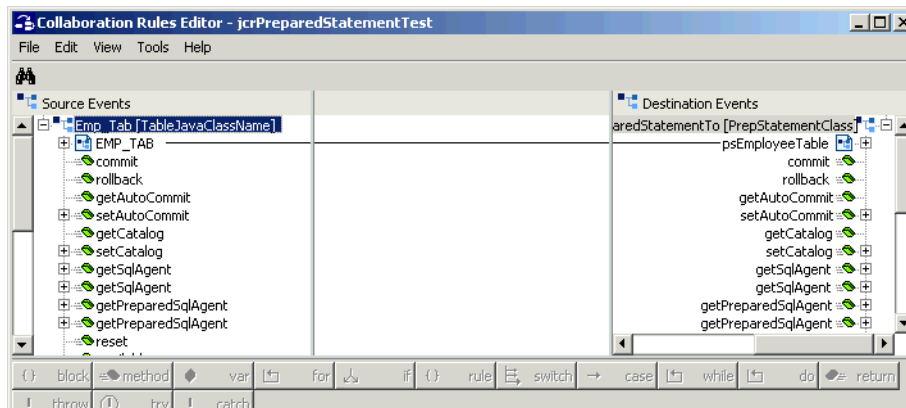 Collaboration Rules Editor - jcrPreparedStatementTest
File Edit View Tools Help
Source Events
Destination Events
Emp_Tab [TableJavaClassName]
aredStatementTo [PrepStatementClass]
EMP_TAB
psEmployeeTable
commit
commit
rollback
rollback
getAutoCommit
getAutoCommit
setAutoCommit
setAutoCommit
getCatalog
getCatalog
setCatalog
setCatalog
getSqlAgent
getSqlAgent
getSqlAgent
getSqlAgent
getPreparedSqlAgent
getPreparedSqlAgent
getPreparedSqlAgent
getPreparedSqlAgent
reset
{ } block method var for if { } rule switch case while do return
throw try catch